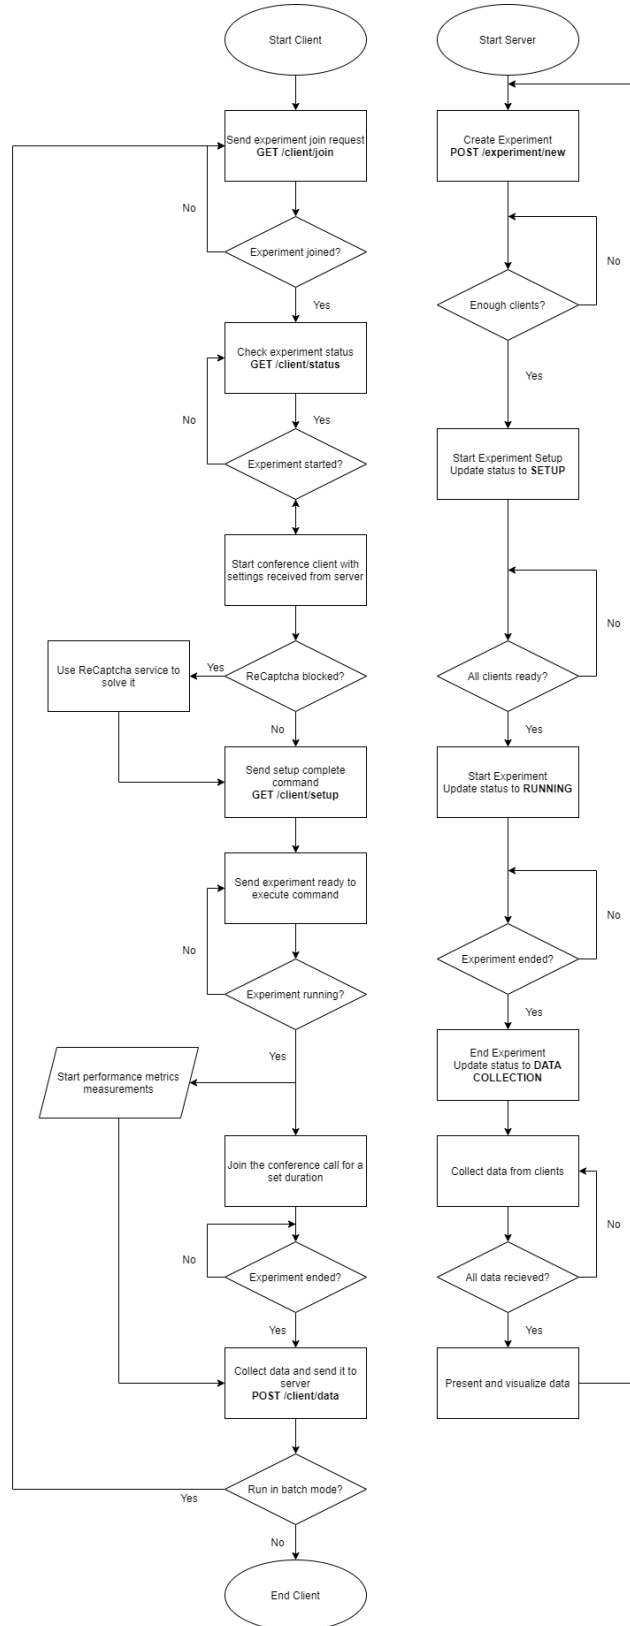 Start Client
Send experiment join request
GET /client/join
No
Experiment joined?
Yes
Check experiment status
GET /client/status
No
Yes
Experiment started?
Start conference client with
settings received from server
Use ReCaptcha service to
solve it
Yes
ReCaptcha blocked?
No
Send setup complete
command
GET /client/setup
Send experiment ready to
execute command
No
Experiment running?
Yes
Start performance metrics
measurements
Join the conference call for a
set duration
No
Experiment ended?
Yes
Collect data and send it to
server
POST /client/data
Run in batch mode?
Yes
No
End Client
Start Server
Create Experiment
POST /experiment/new
No
Enough clients?
Yes
Start Experiment Setup
Update status to SETUP
No
All clients ready?
Yes
Start Experiment
Update status to RUNNING
No
Experiment ended?
Yes
End Experiment
Update status to DATA
COLLECTION
Collect data from clients
No
All data recieved?
Yes
Present and visualize data